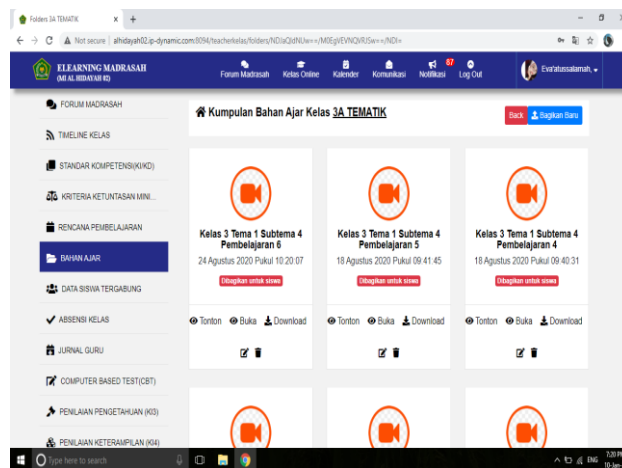 Folders 3A TEMATIK
Not secure | alhidayah02.ip-dynamic.com:8094/teacherkelas/folders/NDJaQldNUw==/M0EgVEVNQVRJSw==/NDI=
ELEARNING MADRASAH
(MI AL HIDAYAH 02)
Forum Madrasah
Kelas Online
Kalender
Komunikasi
Notifikasi
87
Log Out
Eva'atussalamah,
FORUM MADRASAH
TIMELINE KELAS
STANDAR KOMPETENSI(KI/KD)
KRITERIA KETUNTASAN MINI...
RENCANA PEMBELAJARAN
BAHAN AJAR
DATA SISWA TERGABUNG
ABSENSI KELAS
JURNAL GURU
COMPUTER BASED TEST(CBT)
PENILAIAN PENGETAHUAN (KI3)
PENILAIAN KETERAMPILAN (KI4)
Kumpulan Bahan Ajar Kelas 3A TEMATIK
Back
Bagikan Baru
Kelas 3 Tema 1 Subtema 4
Pembelajaran 6
24 Agustus 2020 Pukul 10:20:07
Dibagikan untuk siswa
Tonton Buka Download
Kelas 3 Tema 1 Subtema 4
Pembelajaran 5
18 Agustus 2020 Pukul 09:41:45
Dibagikan untuk siswa
Tonton Buka Download
Kelas 3 Tema 1 Subtema 4
Pembelajaran 4
18 Agustus 2020 Pukul 09:40:31
Dibagikan untuk siswa
Tonton Buka Download
Type here to search
ENG
7:20 PM